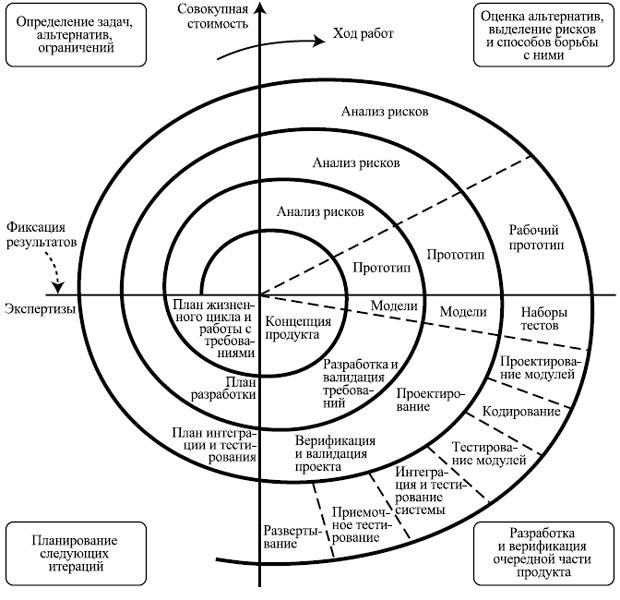 Определение задач,
альтернатив,
ограничений
Совокупная
стоимость
Ход работ
Оценка альтернатив,
выделение рисков
и способов борьбы
с ними
Анализ рисков
Анализ рисков
Анализ рисков
Фиксация
результатов
Рабочий
прототип
Прототип
Прототип
Экспертизы
План жизнен-
ного цикла и
работы с
требова-
ниями
Концепция
продукта
Модели
Модели
Наборы
тестов
План
разработки
Разработка и
валидация
требова-
ний
Проектиро-
вание
Проектирова-
ние модулей
Кодирование
План интегра-
ции и тести-
рования
Верификация
и валидация
проекта
Тестирова-
ние модулей
Интегра-
ция и тести-
рование
системы
Приемоч-
ное тести-
рование
Разверты-
вание
Планирование
следующих
итераций
Разработка
и верификация
очередной части
продукта